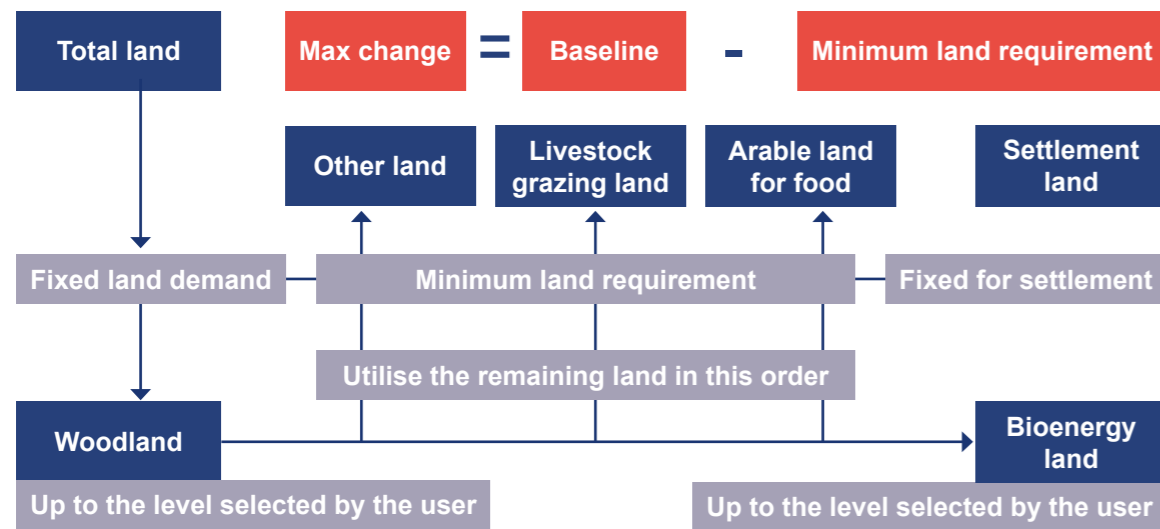 Total land
Max change
=
Baseline
-
Minimum land requirement
Other land
Livestock
grazing land
Arable land
for food
Settlement
land
Fixed land demand
Minimum land requirement
Fixed for settlement
Utilise the remaining land in this order
Woodland
Bioenergy
land
Up to the level selected by the user
Up to the level selected by the user